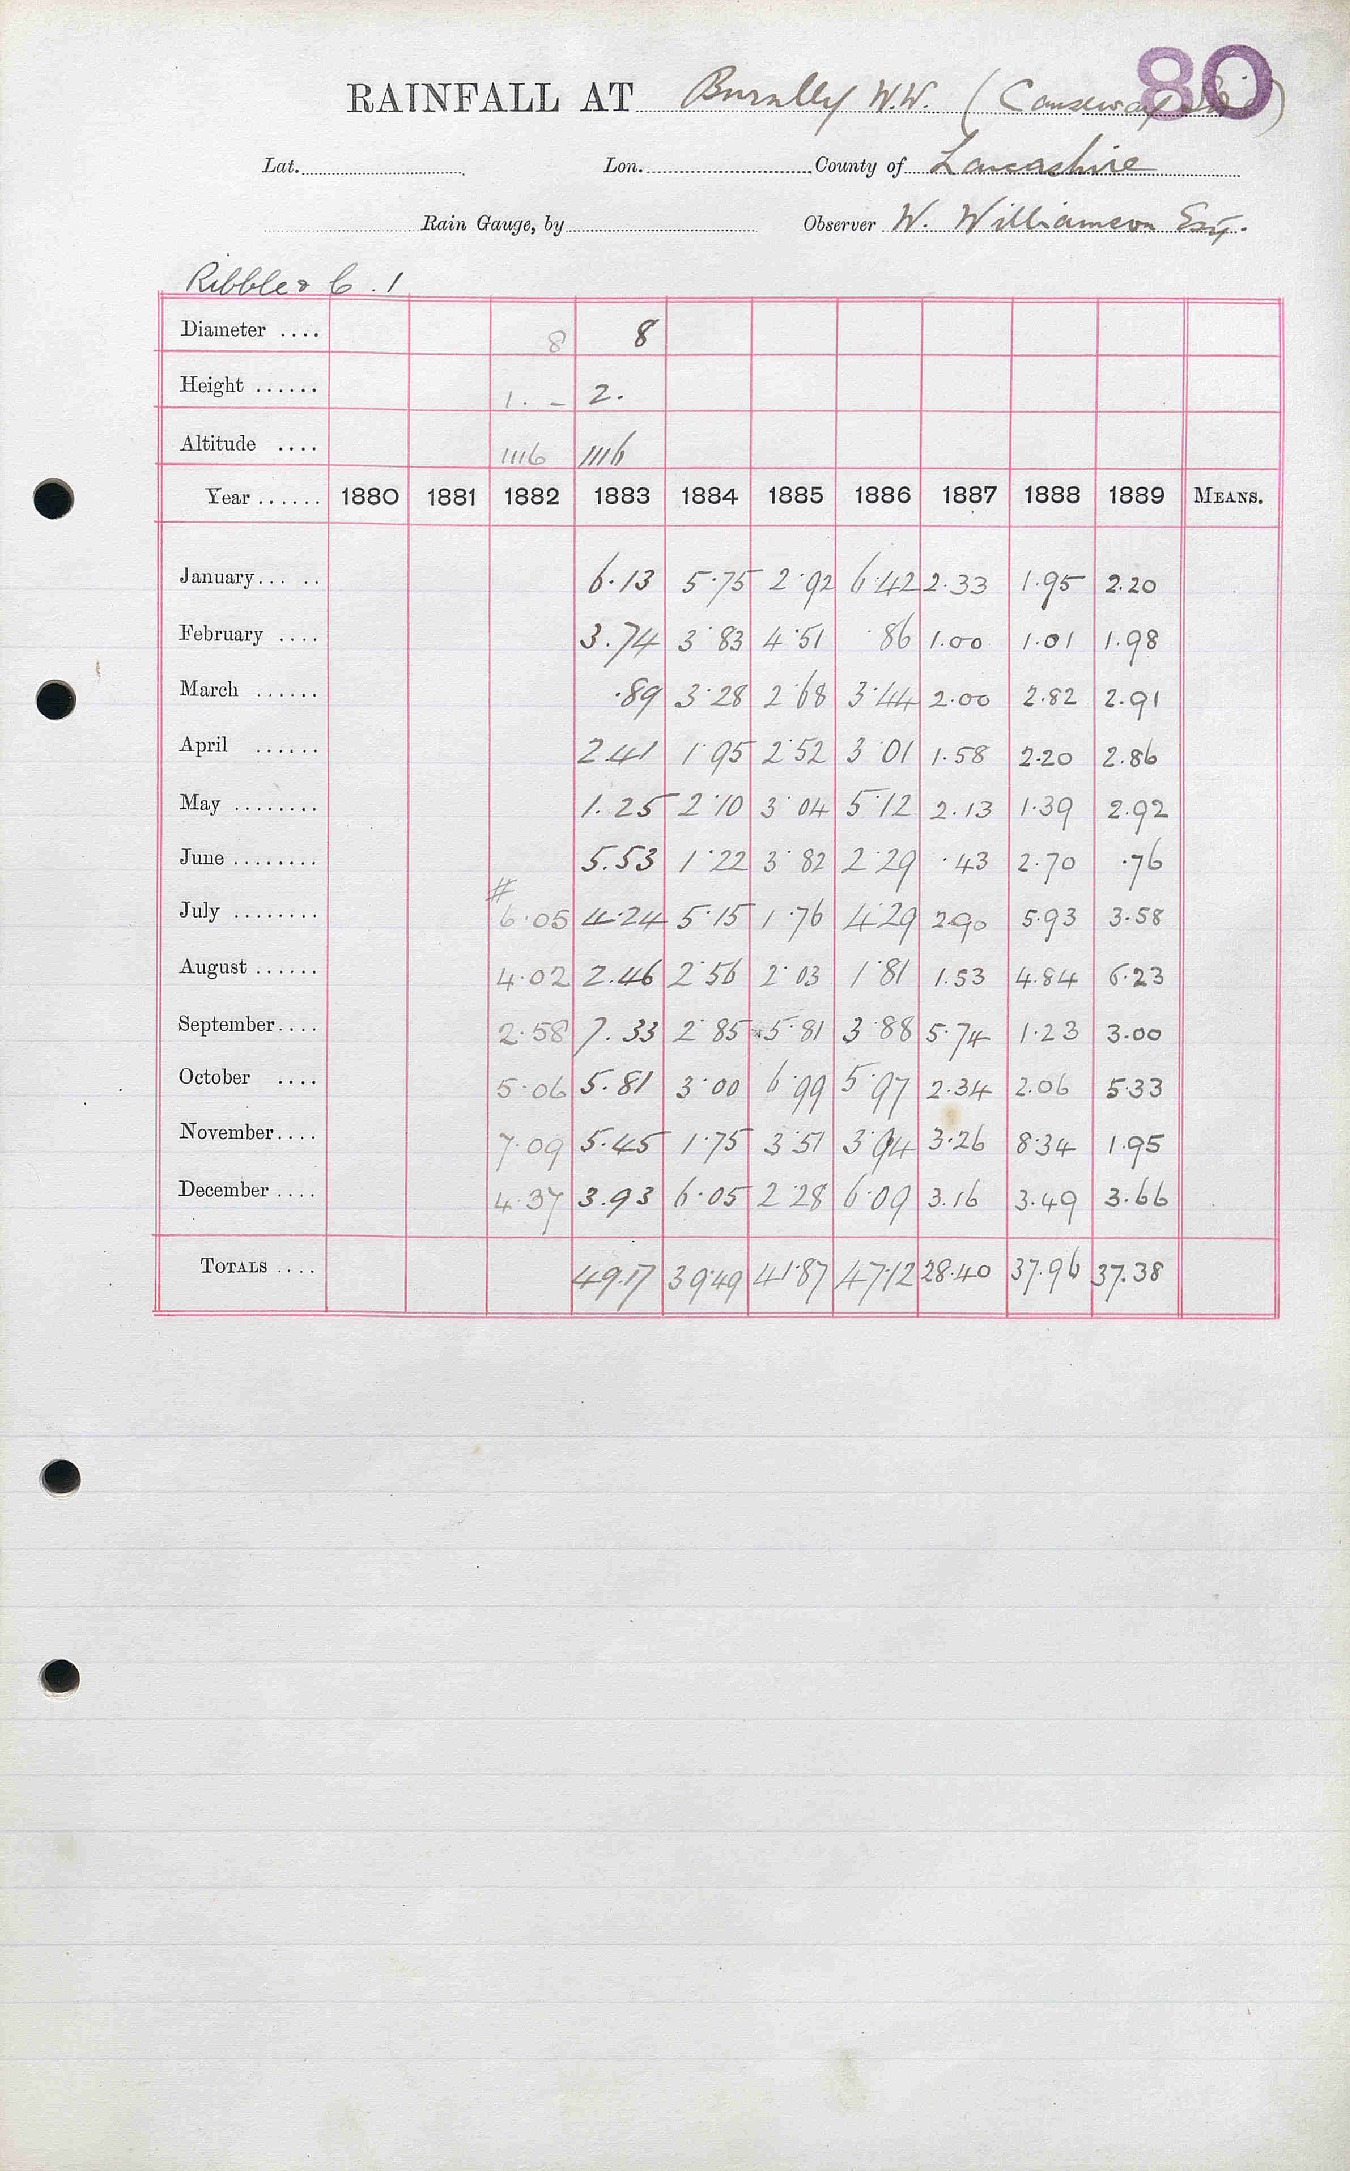 80
RAINFALL AT Burnley W.W. (Causeway
Lat. Lon. County of Lancashire
Rain Gauge, by Observer W. Williamson Esq.
Ribble & C. 1
Diameter .... 8 8
Height ...... 1. - 2.
Altitude .... 1116 1116
Year ...... 1880 1881 1882 1883 1884 1885 1886 1887 1888 1889 MEANS.
January... .. 6.13 5.75 2.92 6.42 2.33 1.95 2.20
February .... 3.74 3.83 4.51 .86 1.00 1.01 1.98
March ...... .89 3.28 2.68 3.44 2.00 2.82 2.91
April ...... 2.41 1.95 2.52 3.01 1.58 2.20 2.86
May ........ 1.25 2.10 3.04 5.12 2.13 1.39 2.92
June ........ 5.53 1.22 3.82 2.29 .43 2.70 .76
July ........ # 6.05 4.24 5.15 1.76 4.29 2.90 5.93 3.58
August ...... 4.02 2.46 2.56 2.03 1.81 1.53 4.84 6.23
September.... 2.58 7.33 2.85 5.81 3.88 5.74 1.23 3.00
October .... 5.06 5.81 3.00 6.99 5.97 2.34 2.06 5.33
November.... 7.09 5.45 1.75 3.51 3.94 3.26 8.34 1.95
December .... 4.37 3.93 6.05 2.28 6.09 3.16 3.49 3.66
TOTALS .... 49.17 39.49 41.87 47.12 28.40 37.96 37.38